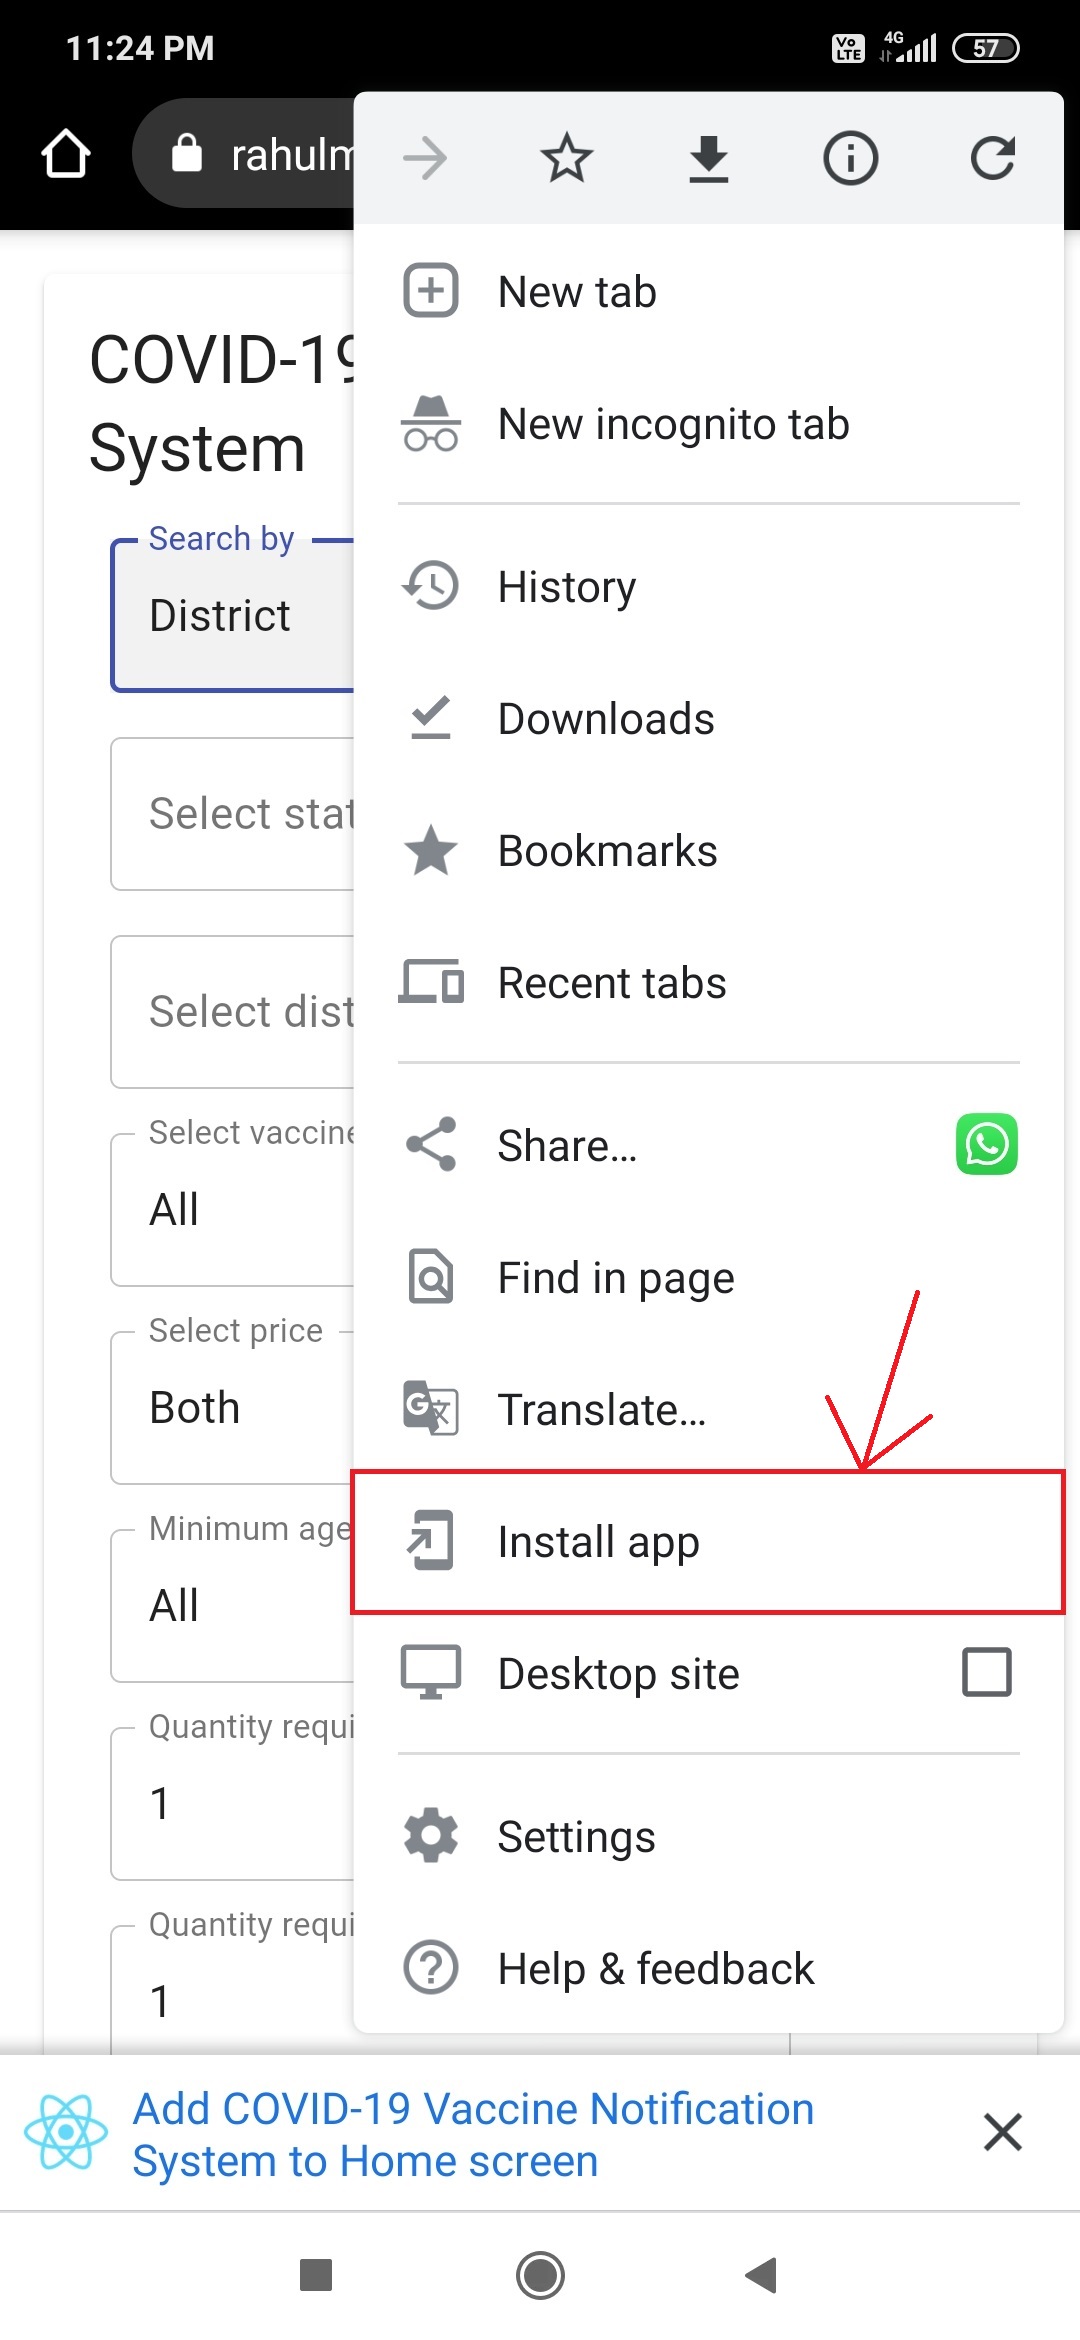 11:24 PM
Vo LTE 4G 57
rahulm
COVID-19
System
Search by
District
Select stat
Select dist
Select vaccine
All
Select price
Both
Minimum age
All
Quantity requi
1
Quantity requi
1
New tab
New incognito tab
History
Downloads
Bookmarks
Recent tabs
Share...
Find in page
G 文
Translate...
Install app
Desktop site
Settings
Help & feedback
Add COVID-19 Vaccine Notification
System to Home screen